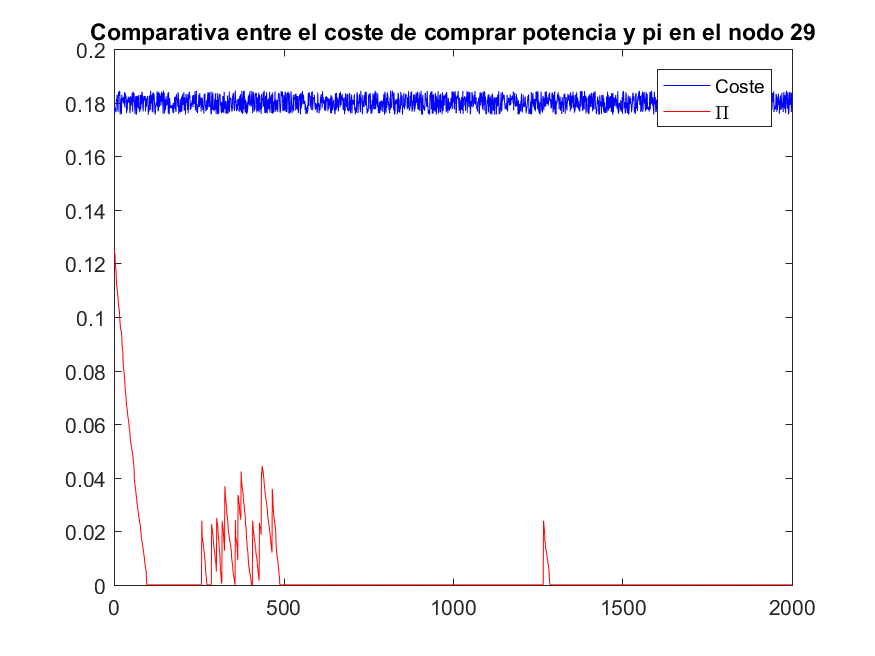 Comparativa entre el coste de comprar potencia y pi en el nodo 29
0.2
0.18
0.16
0.14
0.12
0.1
0.08
0.06
0.04
0.02
0
0 500 1000 1500 2000
Coste
Π